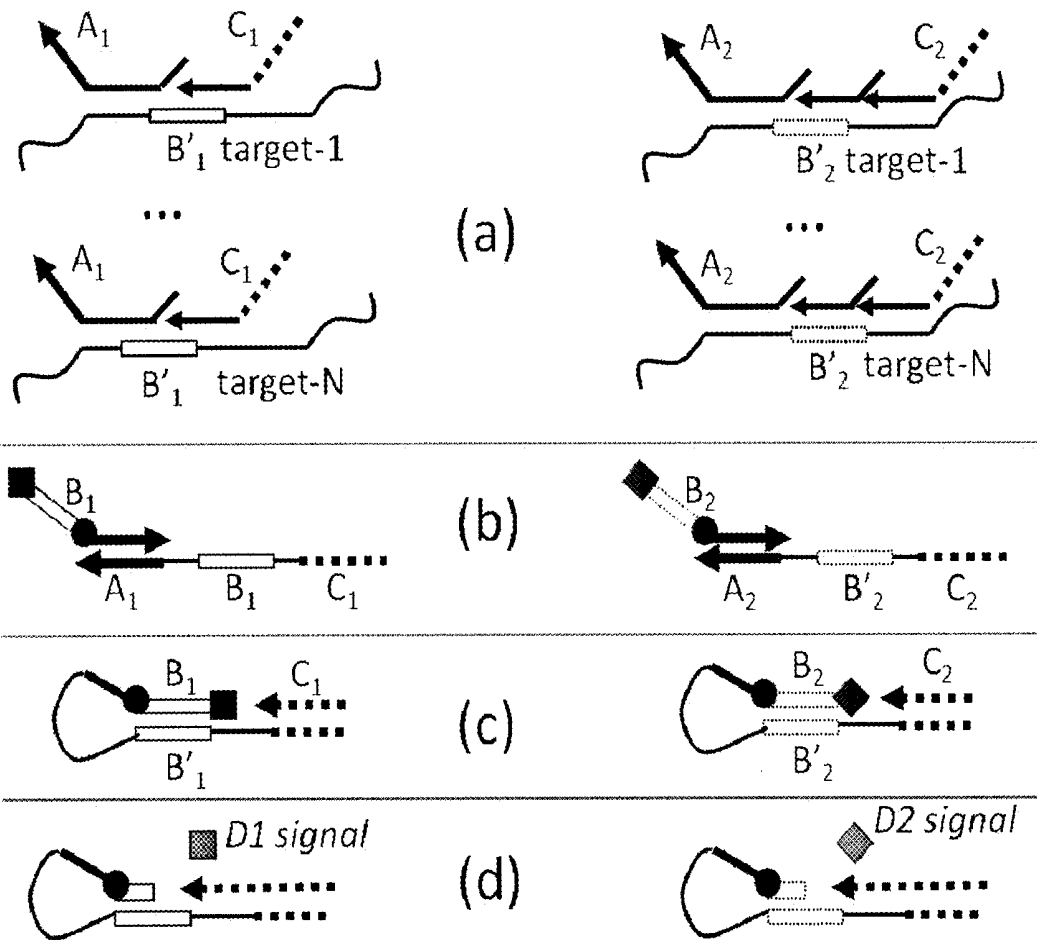 A₁ C₁
B'₁ target-1
...
A₁ C₁
B'₁ target-N
(a)
A₂ C₂
B'₂ target-1
...
A₂ C₂
B'₂ target-N
B₁
A₁ B₁ C₁
(b)
B₂
A₂ B'₂ C₂
B₁ C₁
B'₁
(c)
B₂ C₂
B'₂
D1 signal
(d)
D2 signal